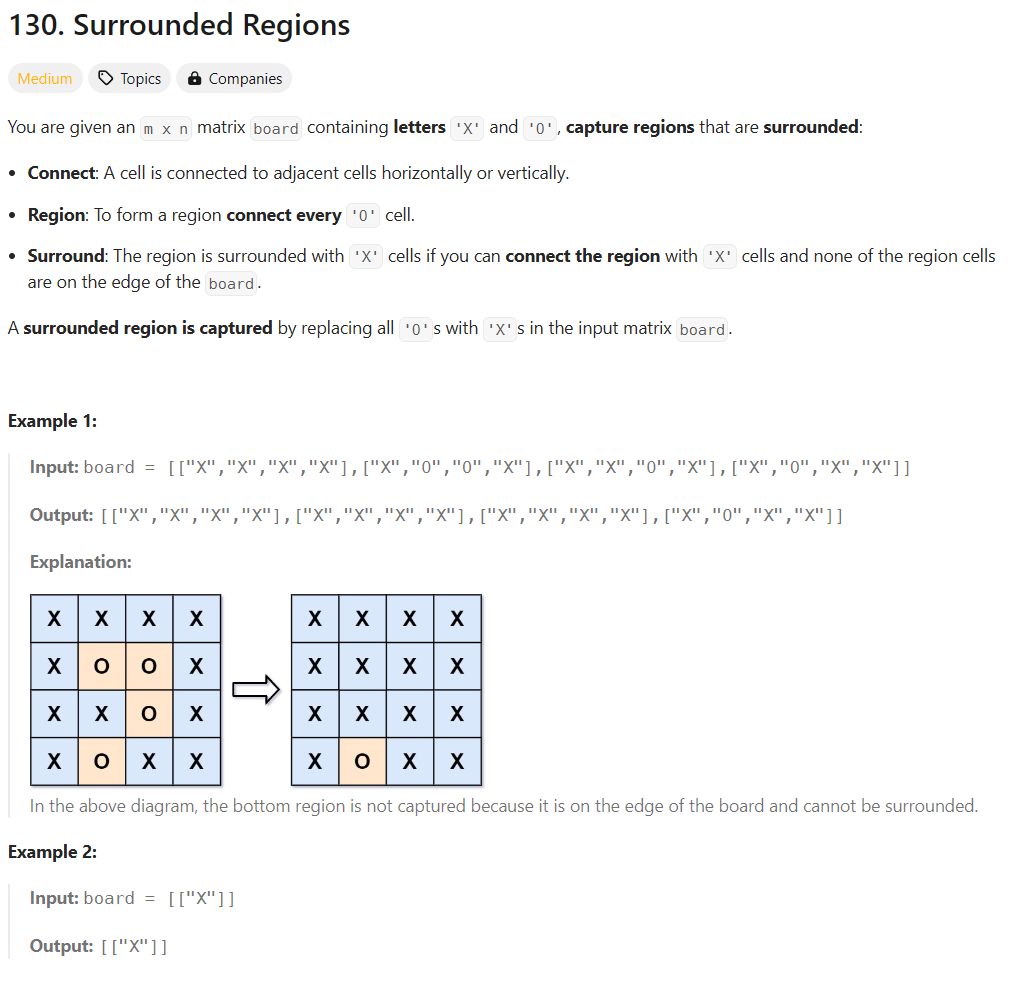 130. Surrounded Regions
Medium Topics Companies
You are given an m x n matrix board containing letters 'X' and 'O', capture regions that are surrounded:
• Connect: A cell is connected to adjacent cells horizontally or vertically.
• Region: To form a region connect every 'O' cell.
• Surround: The region is surrounded with 'X' cells if you can connect the region with 'X' cells and none of the region cells
are on the edge of the board.
A surrounded region is captured by replacing all 'O's with 'X's in the input matrix board.
Example 1:
Input: board = [["X","X","X","X"],["X","O","O","X"],["X","X","O","X"],["X","O","X","X"]]
Output: [["X","X","X","X"],["X","X","X","X"],["X","X","X","X"],["X","O","X","X"]]
Explanation:
X X X X X X X X
X O O X X X X X
X X O X X X X X
X O X X X O X X
In the above diagram, the bottom region is not captured because it is on the edge of the board and cannot be surrounded.
Example 2:
Input: board = [["X"]]
Output: [["X"]]